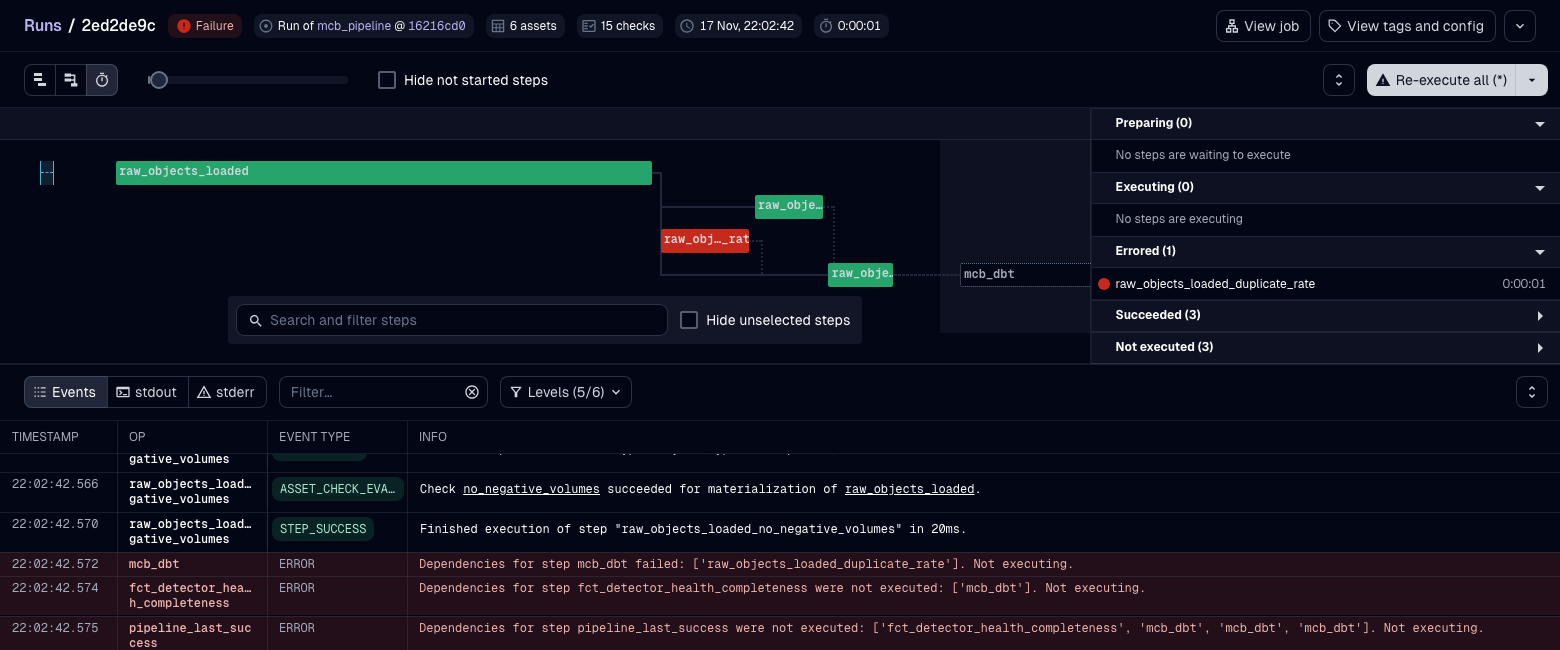 Runs / 2ed2de9c
Failure
Run of mcb_pipeline @ 16216cd0
6 assets
15 checks
17 Nov, 22:02:42
0:00:01
View job
View tags and config
Hide not started steps
Re-execute all (*)
raw_objects_loaded
raw_obje…
raw_obj…_rat
raw_obje…
mcb_dbt
Search and filter steps
Hide unselected steps
Preparing (0)
No steps are waiting to execute
Executing (0)
No steps are executing
Errored (1)
raw_objects_loaded_duplicate_rate 0:00:01
Succeeded (3)
Not executed (3)
Events
stdout
stderr
Filter…
Levels (5/6)
TIMESTAMP OP EVENT TYPE INFO
gative_volumes
22:02:42.566 raw_objects_load… ASSET_CHECK_EVA… Check no_negative_volumes succeeded for materialization of raw_objects_loaded.
gative_volumes
22:02:42.570 raw_objects_load… STEP_SUCCESS Finished execution of step "raw_objects_loaded_no_negative_volumes" in 20ms.
gative_volumes
22:02:42.572 mcb_dbt ERROR Dependencies for step mcb_dbt failed: ['raw_objects_loaded_duplicate_rate']. Not executing.
22:02:42.574 fct_detector_hea… ERROR Dependencies for step fct_detector_health_completeness were not executed: ['mcb_dbt']. Not executing.
h_completeness
22:02:42.575 pipeline_last_suc ERROR Dependencies for step pipeline_last_success were not executed: ['fct_detector_health_completeness', 'mcb_dbt', 'mcb_dbt', 'mcb_dbt']. Not executing.
cess